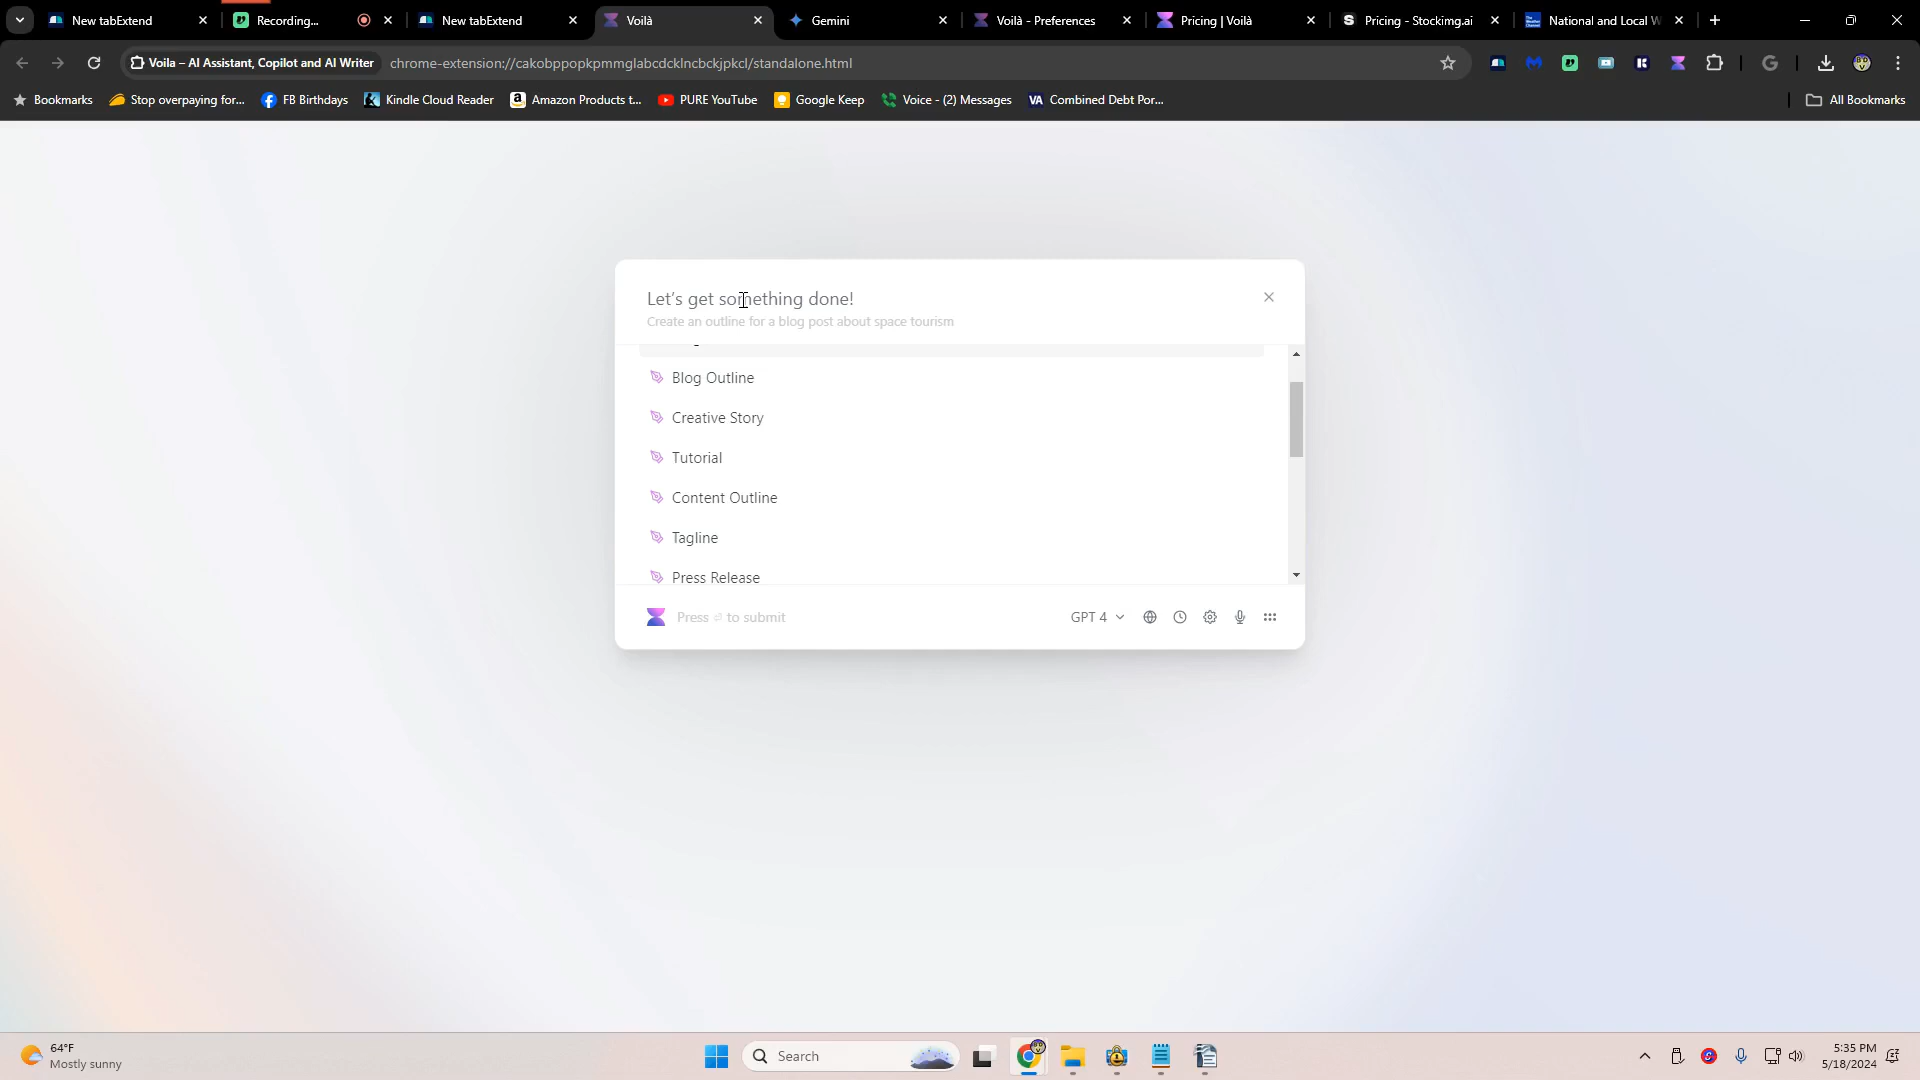 New tabExtend
Recording...
New tabExtend
Voilà
Gemini
Voilà - Preferences
Pricing | Voilà
Pricing - Stockimg.ai
National and Local W
Voila – AI Assistant, Copilot and AI Writer
chrome-extension://cakobppopkpmmglabcdcklncbckjpkcl/standalone.html
Bookmarks
Stop overpaying for...
FB Birthdays
Kindle Cloud Reader
Amazon Products t...
PURE YouTube
Google Keep
Voice - (2) Messages
VA Combined Debt Por...
All Bookmarks
Let's get something done!
Create an outline for a blog post about space tourism
Blog Outline
Creative Story
Tutorial
Content Outline
Tagline
Press Release
Press ⏎ to submit
GPT 4
64°F
Mostly sunny
Search
5:35 PM
5/18/2024